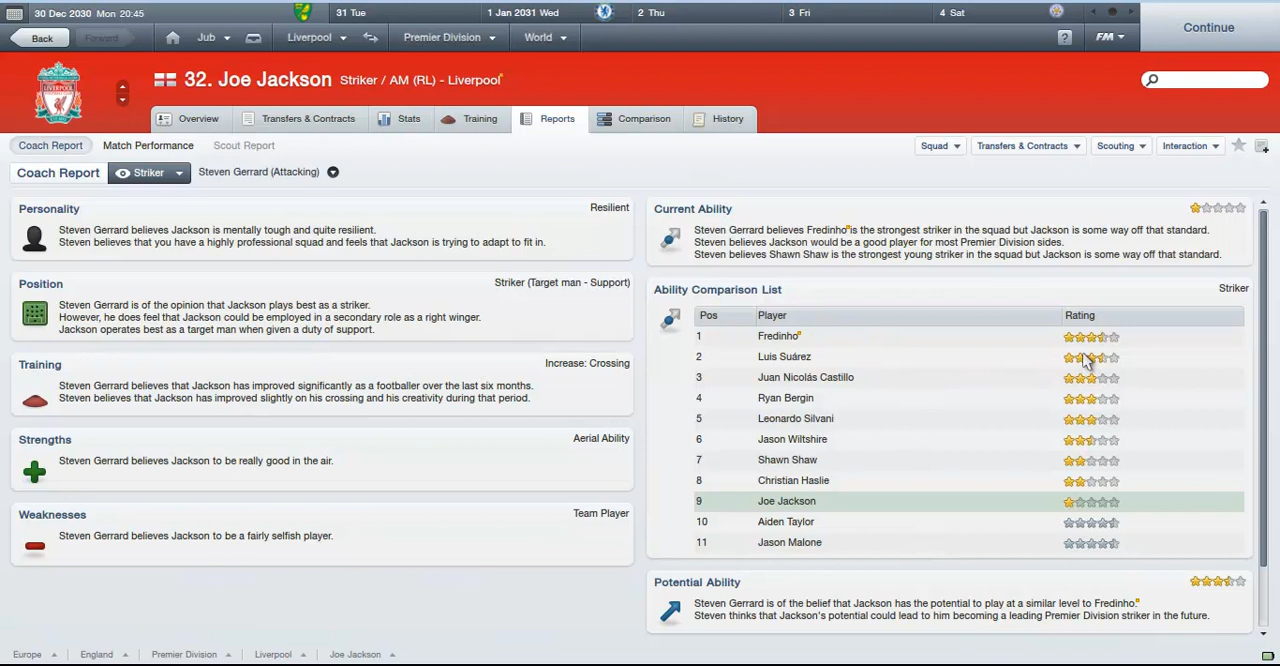 30 Dec 2030 Mon 20:45 31 Tue 1 Jan 2031 Wed 2 Thu 3 Fri 4 Sat Continue
Back Forward Jub Liverpool Premier Division World ? FM
32. Joe Jackson Striker / AM (RL) - Liverpool
Overview Transfers & Contracts Stats Training Reports Comparison History
Coach Report Match Performance Scout Report Squad Transfers & Contracts Scouting Interaction
Coach Report Striker Steven Gerrard (Attacking)
Personality Resilient
Steven Gerrard believes Jackson is mentally tough and quite resilient.
Steven believes that you have a highly professional squad and feels that Jackson is trying to adapt to fit in.
Position Striker (Target man - Support)
Steven Gerrard is of the opinion that Jackson plays best as a striker.
However, he does feel that Jackson could be employed in a secondary role as a right winger.
Jackson operates best as a target man when given a duty of support.
Training Increase: Crossing
Steven Gerrard believes that Jackson has improved significantly as a footballer over the last six months.
Steven believes that Jackson has improved slightly on his crossing and his creativity during that period.
Strengths Aerial Ability
Steven Gerrard believes Jackson to be really good in the air.
Weaknesses Team Player
Steven Gerrard believes Jackson to be a fairly selfish player.
Current Ability
Steven Gerrard believes Fredinho is the strongest striker in the squad but Jackson is some way off that standard.
Steven believes Jackson would be a good player for most Premier Division sides.
Steven believes Shawn Shaw is the strongest young striker in the squad but Jackson is some way off that standard.
Ability Comparison List Striker
Pos Player Rating
1 Fredinho
2 Luis Suárez
3 Juan Nicolás Castillo
4 Ryan Bergin
5 Leonardo Silvani
6 Jason Wiltshire
7 Shawn Shaw
8 Christian Haslie
9 Joe Jackson
10 Aiden Taylor
11 Jason Malone
Potential Ability
Steven Gerrard is of the belief that Jackson has the potential to play at a similar level to Fredinho.
Steven thinks that Jackson's potential could lead to him becoming a leading Premier Division striker in the future.
Europe England Premier Division Liverpool Joe Jackson